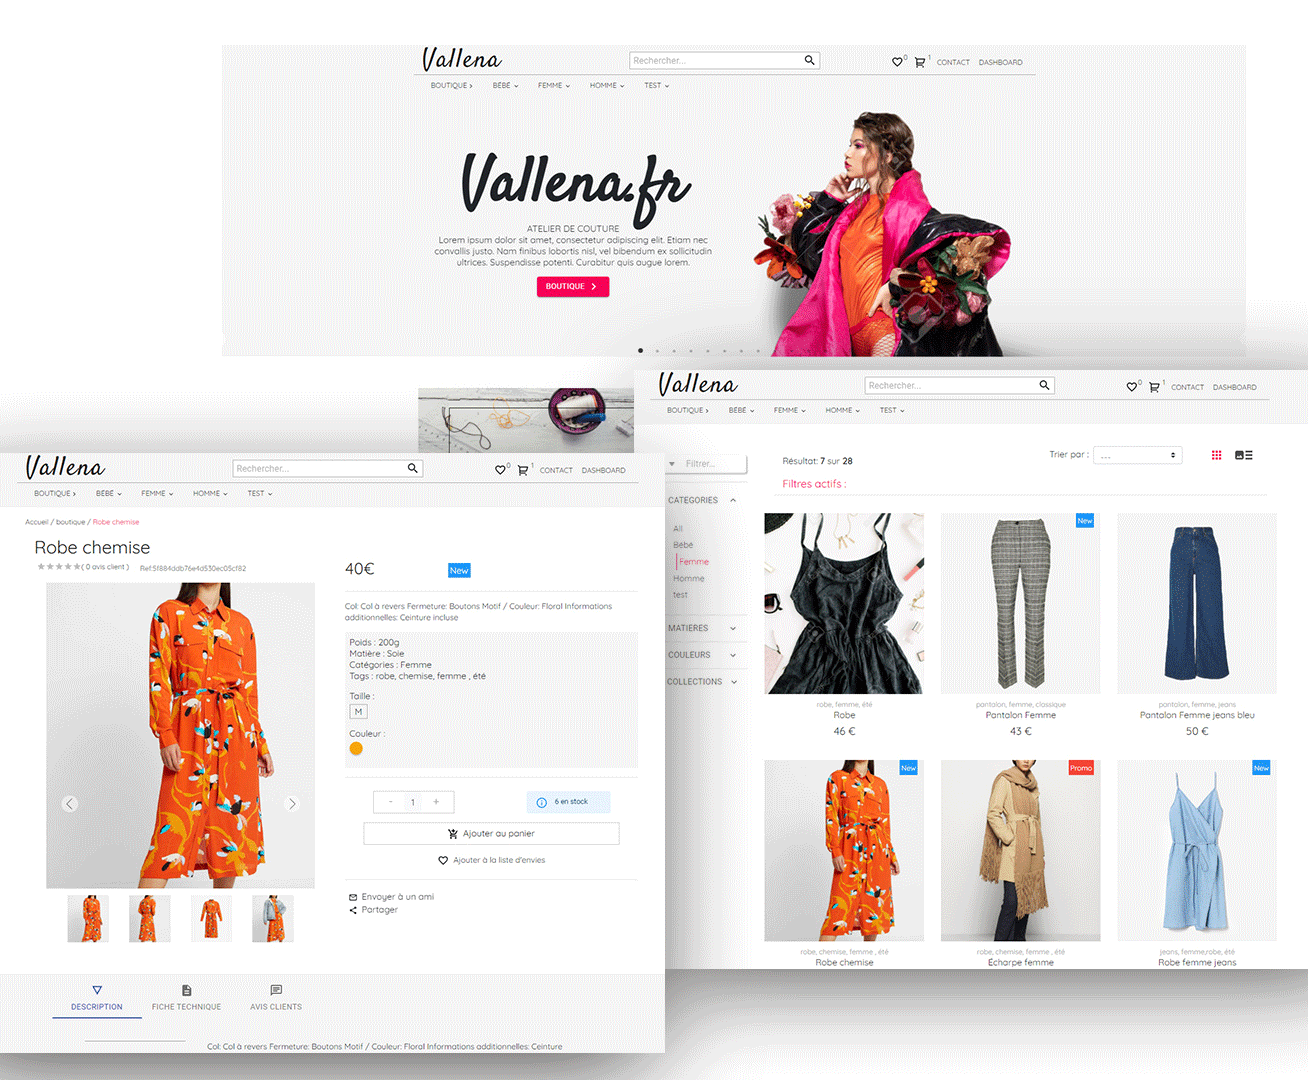 Vallena
Rechercher...
0
1
CONTACT
DASHBOARD
BOUTIQUE
BÉBÉ
FEMME
HOMME
TEST
Vallena.fr
ATELIER DE COUTURE
Lorem ipsum dolor sit amet, consectetur adipiscing elit. Etiam nec
convallis justo. Nam finibus lobortis nisl, vel bibendum ex sollicitudin
ultrices. Suspendisse potenti. Curabitur quis augue lorem.
BOUTIQUE
Vallena
Rechercher...
0
1
CONTACT
DASHBOARD
BOUTIQUE
BÉBÉ
FEMME
HOMME
TEST
Filtrer...
Résultat: 7 sur 28
Trier par :
---
Filtres actifs :
CATEGORIES
All
Bébé
Femme
Homme
test
MATIERES
COULEURS
COLLECTIONS
robe, femme, été
Robe
46 €
New
pantalon, femme, classique
Pantalon Femme
43 €
pantalon, femme, jeans
Pantalon Femme jeans bleu
50 €
New
robe, chemise, femme , été
Robe chemise
Promo
robe, chemise, femme , été
Écharpe femme
New
jeans, femme/robe, été
Robe femme jeans
Vallena
Rechercher...
0
1
CONTACT
DASHBOARD
BOUTIQUE
BÉBÉ
FEMME
HOMME
TEST
Accueil / boutique / Robe chemise
Robe chemise
( 0 avis client )
Ref:5f884ddb76e4d530ec05cf82
40€
New
Col: Col à revers Fermeture: Boutons Motif / Couleur: Floral Informations
additionnelles: Ceinture incluse
Poids : 200g
Matière : Soie
Catégories : Femme
Tags : robe, chemise, femme , été
Taille :
M
Couleur :
- 1 +
6 en stock
Ajouter au panier
Ajouter à la liste d'envies
Envoyer à un ami
Partager
DESCRIPTION
FICHE TECHNIQUE
AVIS CLIENTS
Col: Col à revers Fermeture: Boutons Motif / Couleur: Floral Informations additionnelles: Ceinture